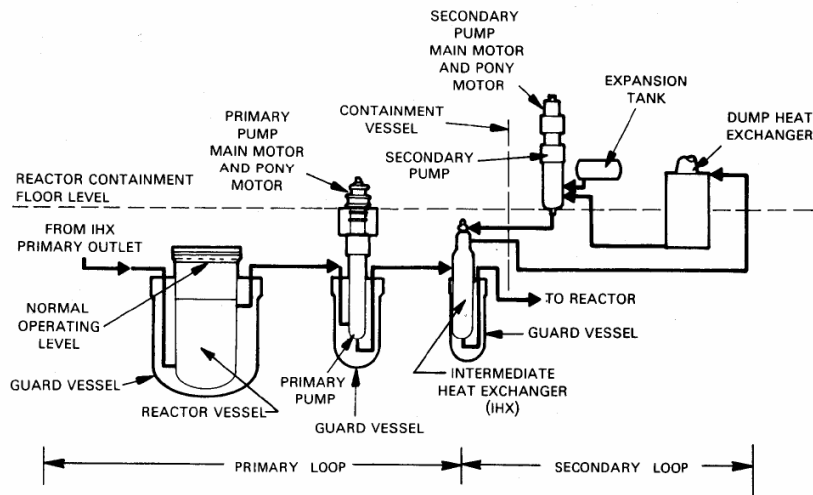 SECONDARY
PUMP
MAIN MOTOR
AND PONY
MOTOR
EXPANSION
TANK
DUMP HEAT
EXCHANGER
CONTAINMENT
VESSEL
PRIMARY
PUMP
MAIN MOTOR
AND PONY
MOTOR
SECONDARY
PUMP
REACTOR CONTAINMENT
FLOOR LEVEL
FROM IHX
PRIMARY OUTLET
NORMAL
OPERATING
LEVEL
TO REACTOR
GUARD VESSEL
GUARD VESSEL
REACTOR VESSEL
PRIMARY
PUMP
GUARD VESSEL
INTERMEDIATE
HEAT EXCHANGER
(IHX)
PRIMARY LOOP
SECONDARY LOOP